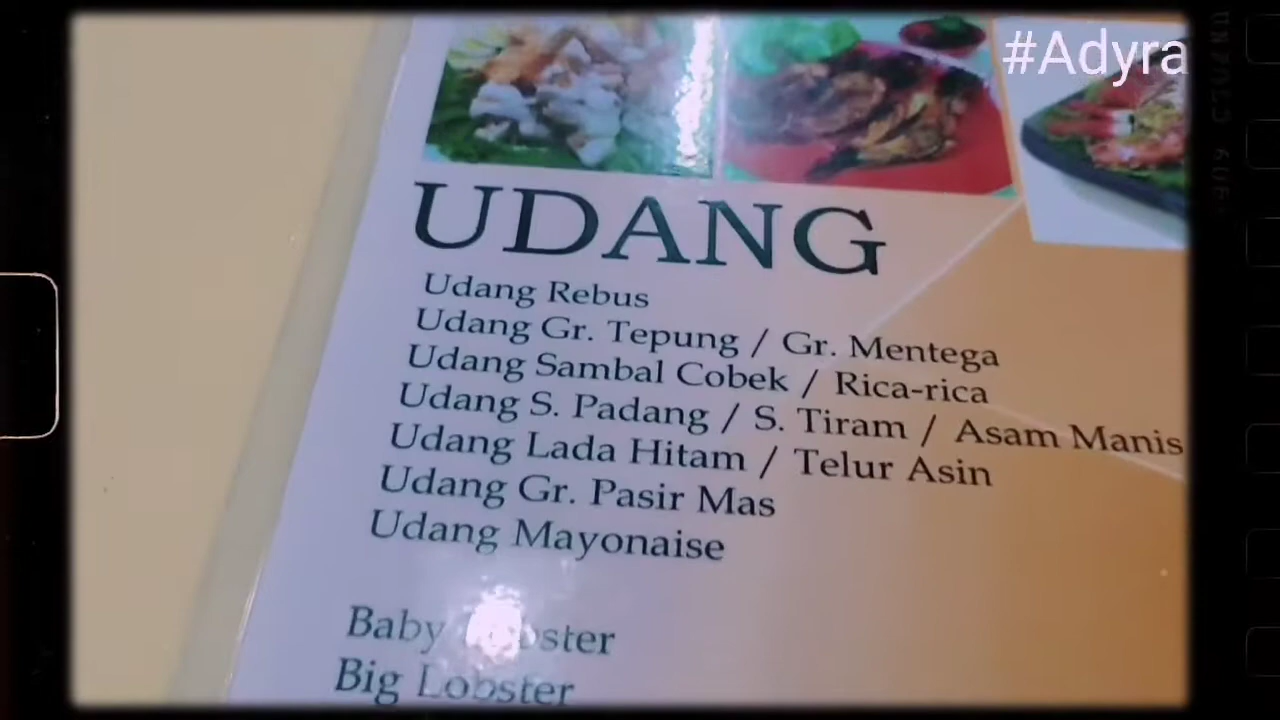 #Adyra
UDANG
Udang Rebus
Udang Gr. Tepung / Gr. Mentega
Udang Sambal Cobek / Rica-rica
Udang S. Padang / S. Tiram / Asam Manis
Udang Lada Hitam / Telur Asin
Udang Gr. Pasir Mas
Udang Mayonaise
Baby Lobster
Big Lobster